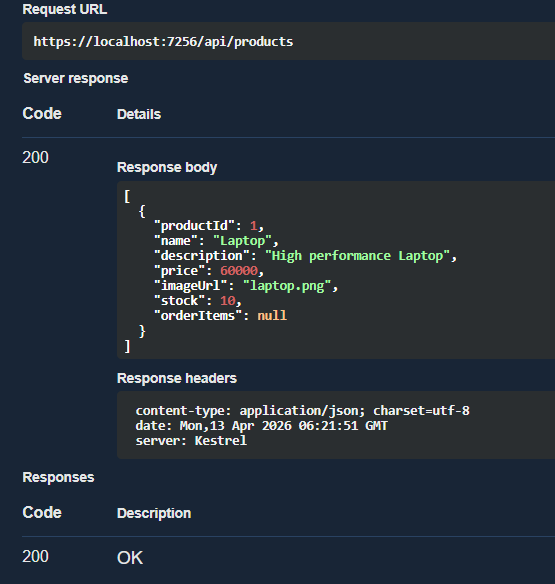 Request URL
https://localhost:7256/api/products
Server response
Code Details
200
Response body
[
  {
    "productId": 1,
    "name": "Laptop",
    "description": "High performance Laptop",
    "price": 60000,
    "imageUrl": "laptop.png",
    "stock": 10,
    "orderItems": null
  }
]
Response headers
content-type: application/json; charset=utf-8
date: Mon,13 Apr 2026 06:21:51 GMT
server: Kestrel
Responses
Code Description
200 OK